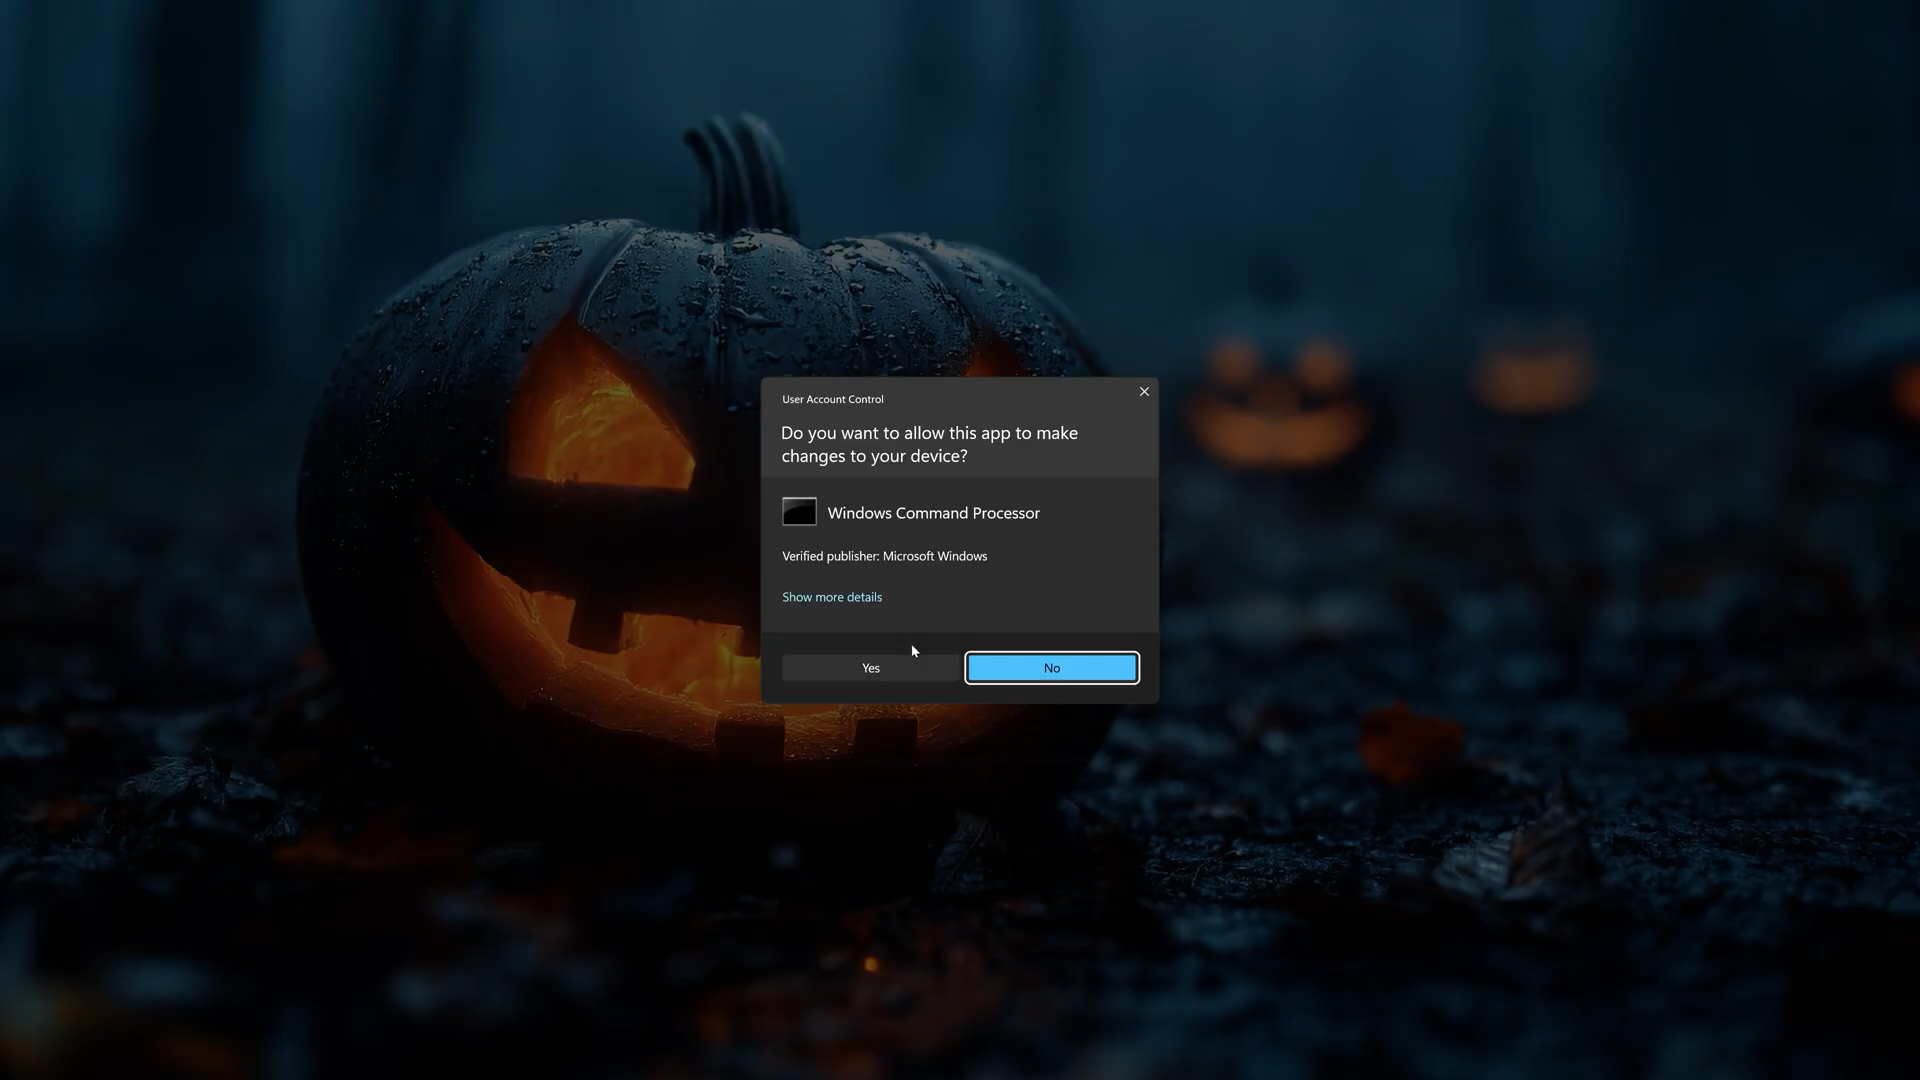 User Account Control
Do you want to allow this app to make
changes to your device?
Windows Command Processor
Verified publisher: Microsoft Windows
Show more details
Yes
No